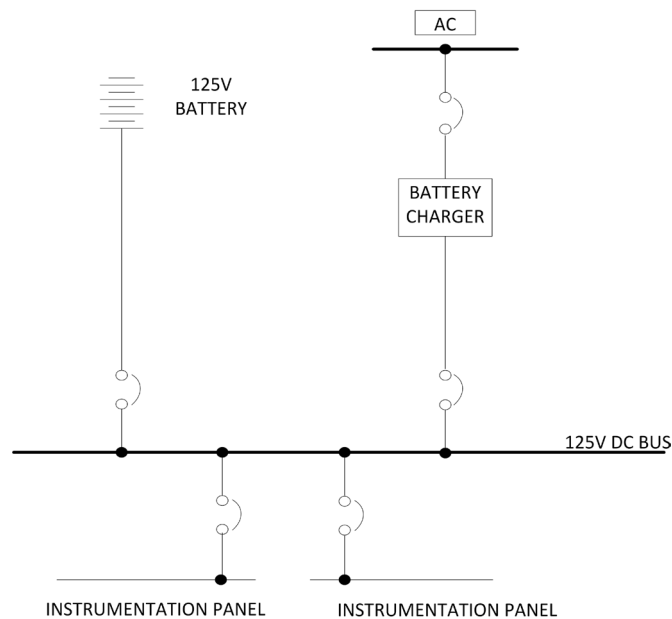 AC
125V
BATTERY
BATTERY
CHARGER
125V DC BUS
INSTRUMENTATION PANEL
INSTRUMENTATION PANEL